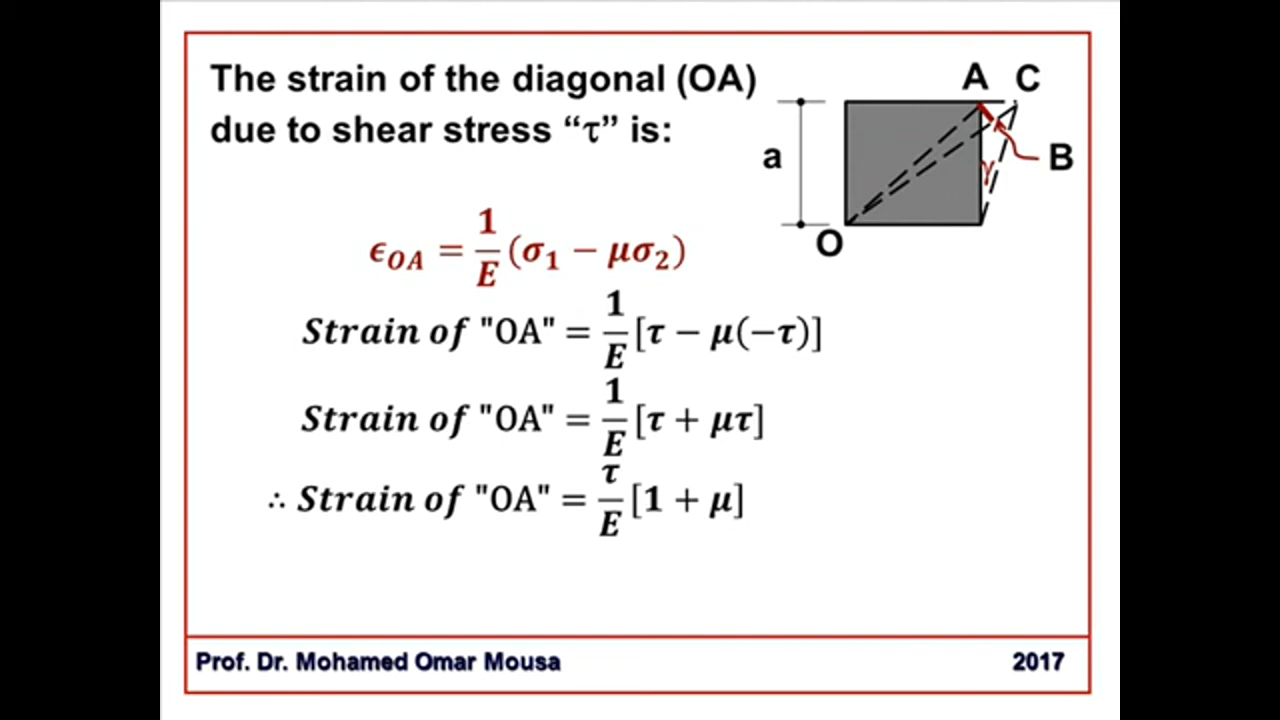 The strain of the diagonal (OA)
due to shear stress “τ” is:
A C
a
γ
B
O
ϵ_OA = 1/E (σ₁ − μσ₂)
Strain of "OA" = 1/E [τ − μ(−τ)]
Strain of "OA" = 1/E [τ + μτ]
∴ Strain of "OA" = τ/E [1 + μ]
Prof. Dr. Mohamed Omar Mousa 2017